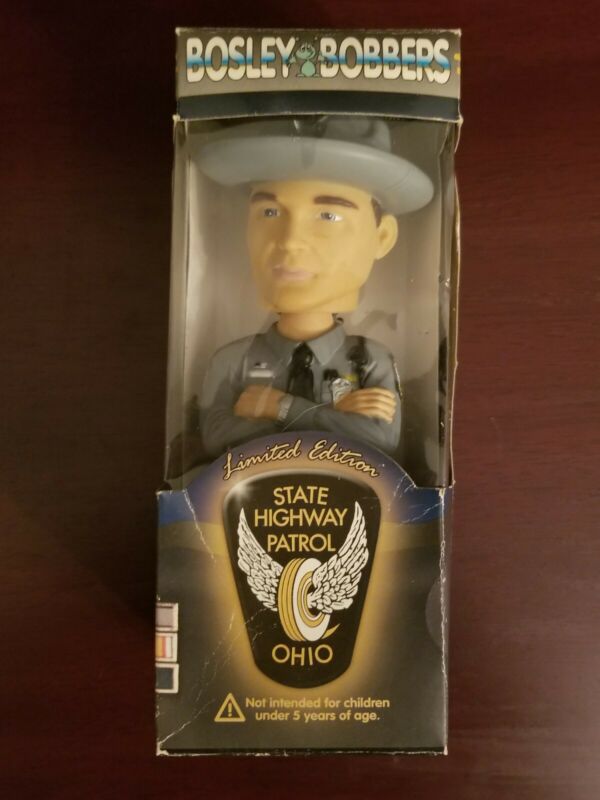 BOSLEY BOBBERS
Limited Edition
STATE
HIGHWAY
PATROL
OHIO
Not intended for children
under 5 years of age.